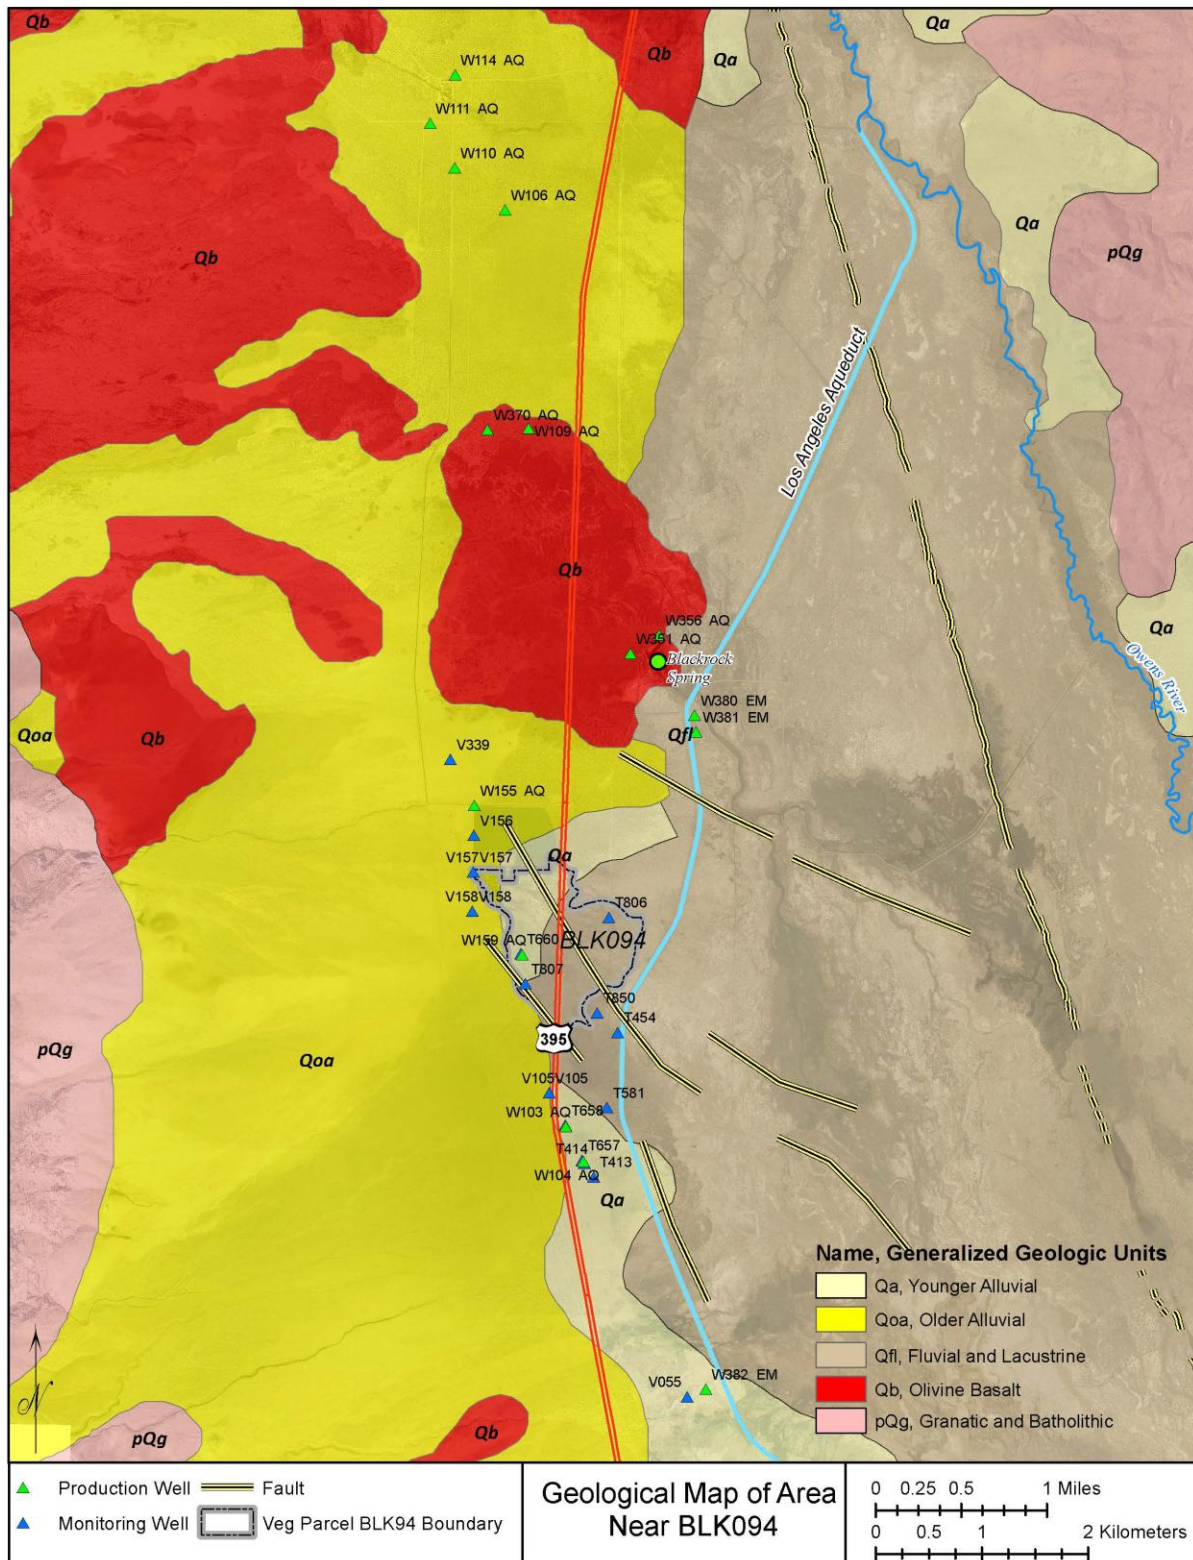 Qb
Qb
Qa
Qa
W114 AQ
W111 AQ
W110 AQ
W106 AQ
Qb
Qa
pQg
Los Angeles Aqueduct
W370 AQ
W109 AQ
Qb
Qa
W356 AQ
W351 AQ
Blackrock
Spring
Owens River
W380 EM
W381 EM
Qfl
Qoa
Qb
V339
W155 AQ
V156
Qa
V157V157
V158V158
T806
BLK094
W159 AQ
T660
T807
T850
T454
395
pQg
Qoa
V105V105
T581
W103 AQ
T658
T414
T657
T413
W104 AQ
Qa
V055
W382 EM
N
pQg
Qb
Name, Generalized Geologic Units
Qa, Younger Alluvial
Qoa, Older Alluvial
Qfl, Fluvial and Lacustrine
Qb, Olivine Basalt
pQg, Granatic and Batholithic
Production Well
Fault
Monitoring Well
Veg Parcel BLK94 Boundary
Geological Map of Area
Near BLK094
0 0.25 0.5 1 Miles
0 0.5 1 2 Kilometers